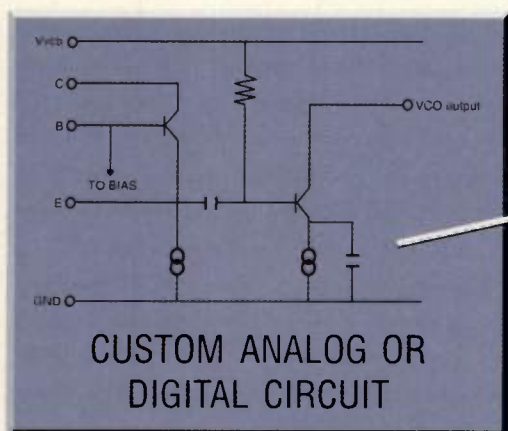 Vvcb
C
B
TO BIAS
E
GND
VCO output
CUSTOM ANALOG OR
DIGITAL CIRCUIT